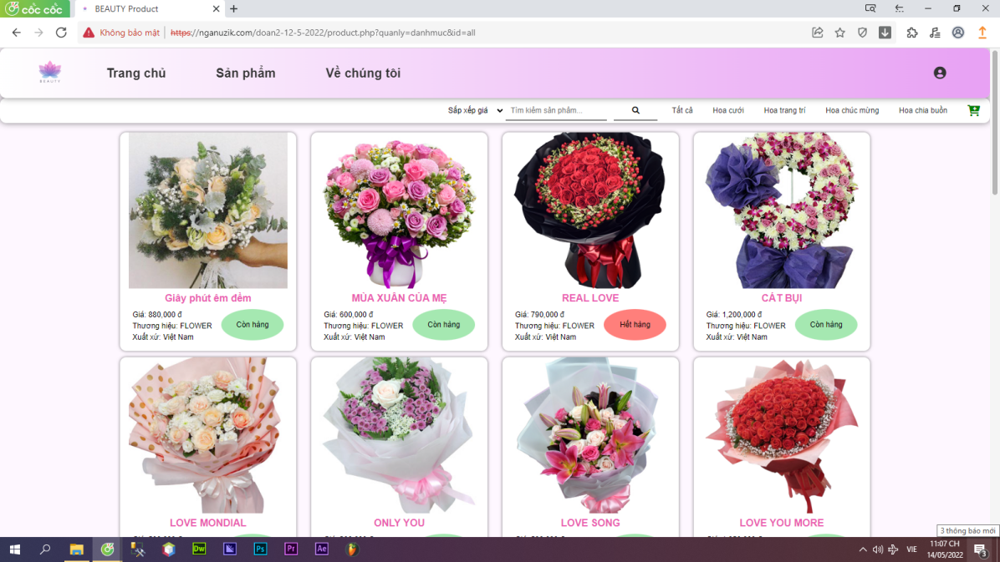 cốc cốc
BEAUTY Product
Không bảo mật
https://nganuzik.com/doan2-12-5-2022/product.php?quanly=danhmuc&id=all
BEAUTY
Trang chủ
Sản phẩm
Về chúng tôi
Sắp xếp giá
Tìm kiếm sản phẩm...
Tất cả
Hoa cưới
Hoa trang trí
Hoa chúc mừng
Hoa chia buồn
Giây phút êm đềm
Giá: 880,000 đ
Thương hiệu: FLOWER
Xuất xứ: Việt Nam
Còn hàng
MÙA XUÂN CỦA MẸ
Giá: 600,000 đ
Thương hiệu: FLOWER
Xuất xứ: Việt Nam
Còn hàng
REAL LOVE
Giá: 790,000 đ
Thương hiệu: FLOWER
Xuất xứ: Việt Nam
Hết hàng
CÁT BỤI
Giá: 1,200,000 đ
Thương hiệu: FLOWER
Xuất xứ: Việt Nam
Còn hàng
LOVE MONDIAL
ONLY YOU
LOVE SONG
LOVE YOU MORE
3 thông báo mới
Dw
Ps
Pr
Ae
VIE
11:07 CH
14/05/2022
3